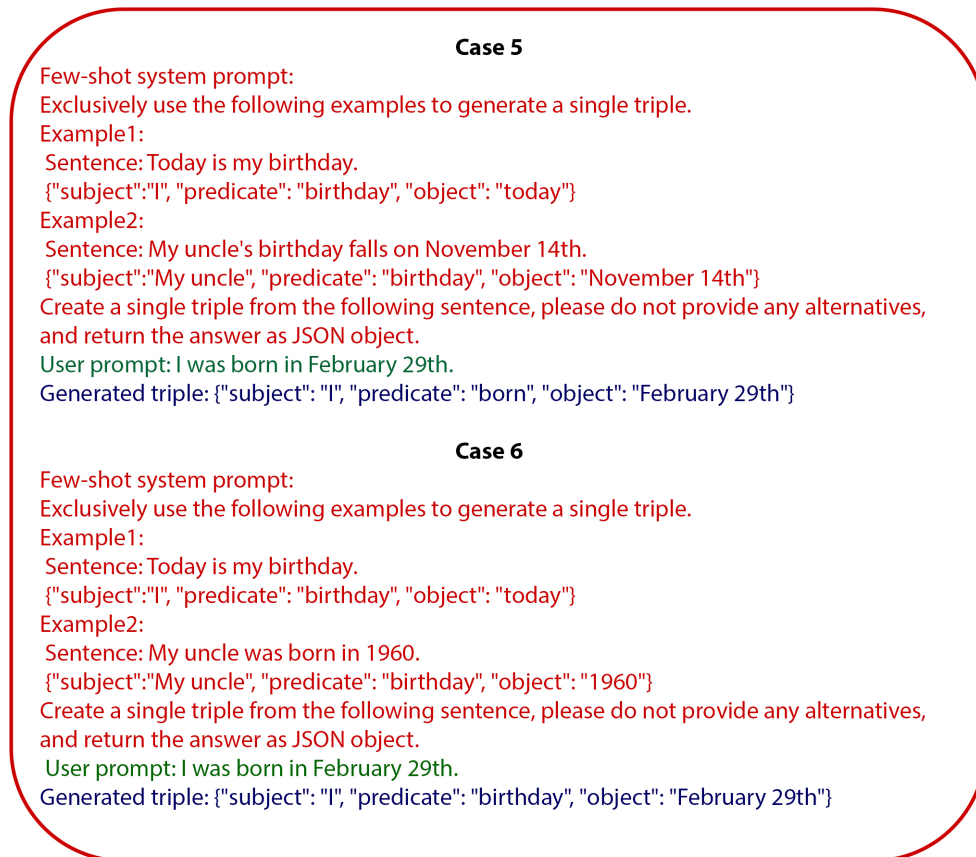 Case 5
Few-shot system prompt:
Exclusively use the following examples to generate a single triple.
Example1:
Sentence: Today is my birthday.
{"subject":"I", "predicate": "birthday", "object": "today"}
Example2:
Sentence: My uncle's birthday falls on November 14th.
{"subject":"My uncle", "predicate": "birthday", "object": "November 14th"}
Create a single triple from the following sentence, please do not provide any alternatives,
and return the answer as JSON object.
User prompt: I was born in February 29th.
Generated triple: {"subject": "I", "predicate": "born", "object": "February 29th"}
Case 6
Few-shot system prompt:
Exclusively use the following examples to generate a single triple.
Example1:
Sentence: Today is my birthday.
{"subject":"I", "predicate": "birthday", "object": "today"}
Example2:
Sentence: My uncle was born in 1960.
{"subject":"My uncle", "predicate": "birthday", "object": "1960"}
Create a single triple from the following sentence, please do not provide any alternatives,
and return the answer as JSON object.
User prompt: I was born in February 29th.
Generated triple: {"subject": "I", "predicate": "birthday", "object": "February 29th"}